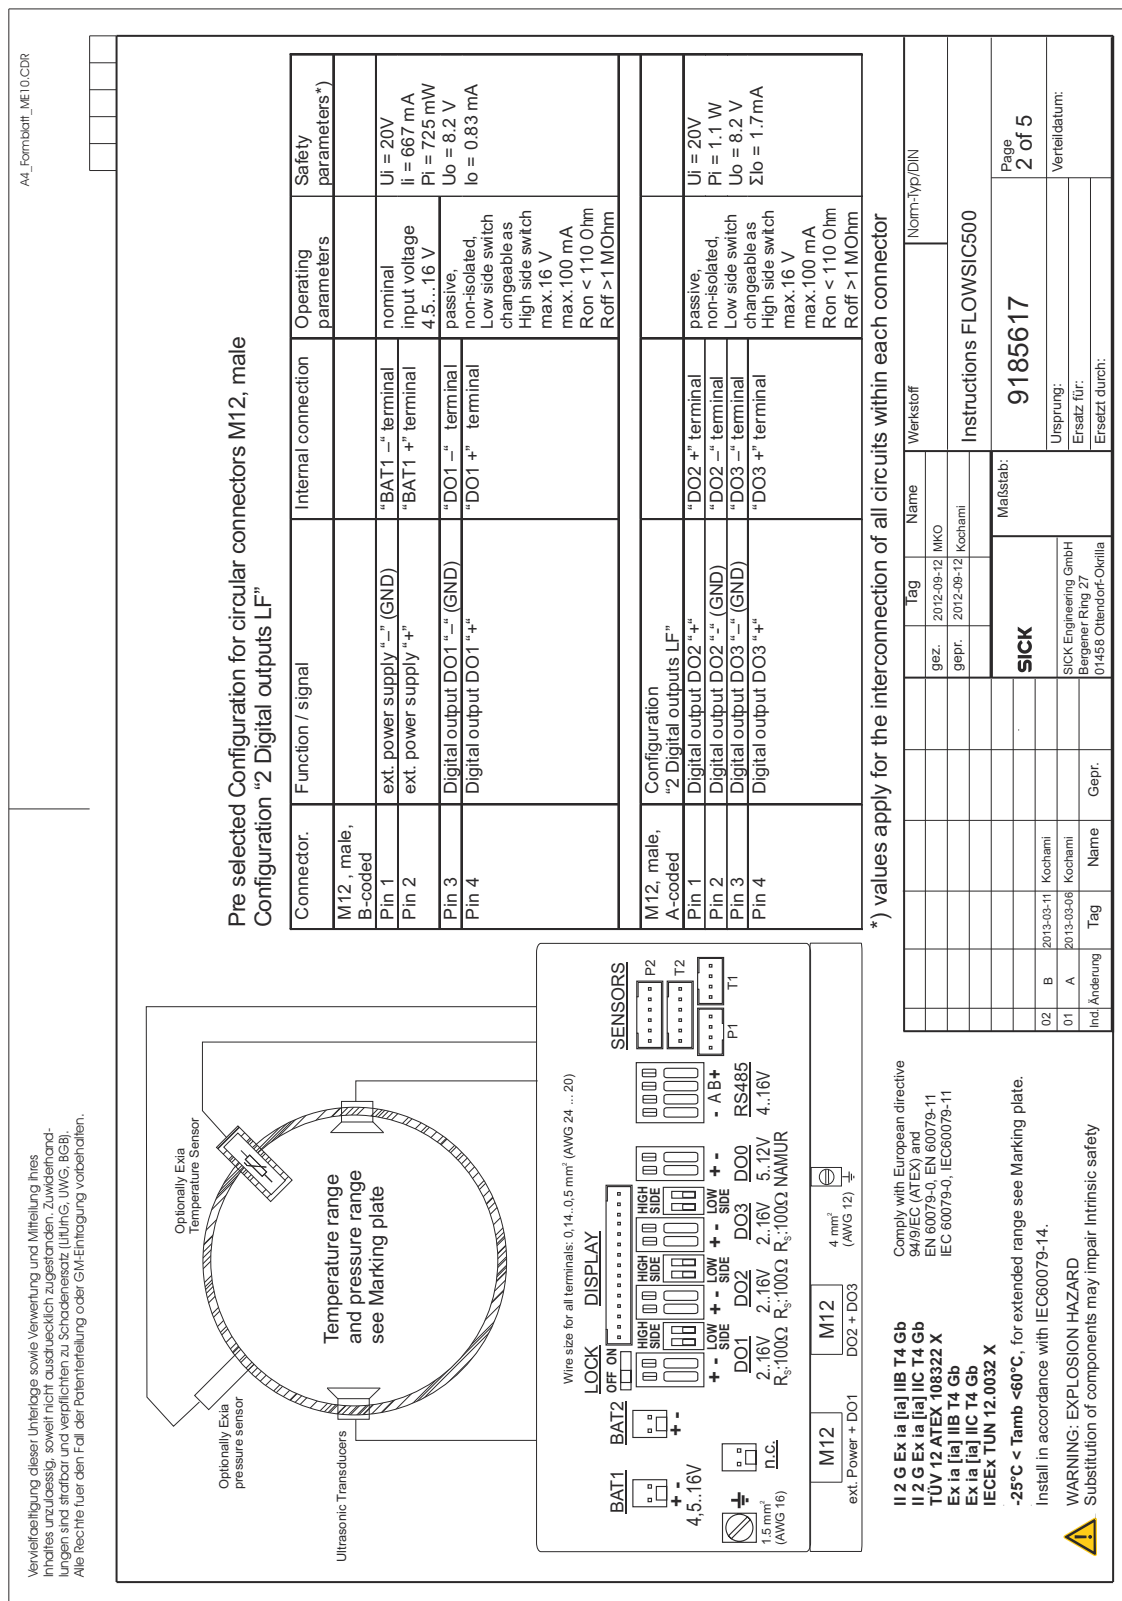 A4_Formblatt_ME10.CDR
Vervielfaeltigung dieser Unterlage sowie Verwertung und Mitteilung ihres
Inhaltes unzulaessig, soweit nicht ausdruecklich zugestanden. Zuwiderhand-
lungen sind strafbar und verpflichten zu Schadenersatz (LitUrhG, UWG, BGB).
Alle Rechte fuer den Fall der Patenterteilung oder GM-Eintragung vorbehalten.
Optionally Exia
pressure sensor
Optionally Exia
Temperature Sensor
Ultrasonic Transducers
Temperature range
and pressure range
see Marking plate
Wire size for all terminals: 0,14..0,5 mm² (AWG 24 ... 20)
BAT1
+ -
4,5..16V
BAT2
+ -
LOCK
OFF ON
DISPLAY
SENSORS
P2
T2
P1
T1
HIGH SIDE
LOW SIDE
+ -
DO1
2..16V
Rs:100Ω
HIGH SIDE
LOW SIDE
+ -
DO2
2..16V
Rs:100Ω
HIGH SIDE
LOW SIDE
+ -
DO3
2..16V
Rs:100Ω
+ -
DO0
5..12V
NAMUR
- A B +
RS485
4..16V
1.5 mm²
(AWG 16)
n.c.
M12
ext. Power + DO1
M12
DO2 + DO3
4 mm²
(AWG 12)
Pre selected Configuration for circular connectors M12, male
Configuration “2 Digital outputs LF”
Connector. Function / signal Internal connection Operating parameters Safety parameters*)
M12 , male,
B-coded
Pin 1 ext. power supply “–” (GND) “BAT1 –“ terminal nominal
Pin 2 ext. power supply “+” “BAT1 +” terminal input voltage
4.5…16 V
Ui = 20V
Ii = 667 mA
Pi = 725 mW
Uo = 8.2 V
Io = 0.83 mA
Pin 3 Digital output DO1 “–“ (GND) “DO1 –“ terminal passive,
Pin 4 Digital output DO1 “+“ “DO1 +” terminal non-isolated,
Low side switch
changeable as
High side switch
max.16 V
max.100 mA
Ron < 110 Ohm
Roff >1 MOhm
M12, male,
A-coded
Configuration
“2 Digital outputs LF”
Pin 1 Digital output DO2 “+“ “DO2 +” terminal passive, Ui = 20V
Pin 2 Digital output DO2 “-“ (GND) “DO2 –“ terminal non-isolated, Pi = 1.1 W
Pin 3 Digital output DO3 “–“ (GND) “DO3 –“ terminal Low side switch Uo = 8.2 V
Pin 4 Digital output DO3 “+“ “DO3 +” terminal changeable as ΣIo = 1.7mA
High side switch
max.16 V
max.100 mA
Ron < 110 Ohm
Roff >1 MOhm
*) values apply for the interconnection of all circuits within each connector
II 2 G Ex ia [ia] IIB T4 Gb
II 2 G Ex ia [ia] IIC T4 Gb
TÜV 12 ATEX 108322 X
Ex ia [ia] IIB T4 Gb
Ex ia [ia] IIC T4 Gb
IECEx TUN 12.0032 X
Comply with European directive
94/9/EC (ATEX) and
EN 60079-0, EN 60079-11
IEC 60079-0, IEC60079-11
-25°C < Tamb <60°C, for extended range see Marking plate.
Install in accordance with IEC60079-14.
WARNING: EXPLOSION HAZARD
Substitution of components may impair Intrinsic safety
02 B 2013-03-11 Kochami
01 A 2013-03-06 Kochami
Ind. Änderung Tag Name Gepr.
Tag Name
gez. 2012-09-12 MKO
gepr. 2012-09-12 Kochami
SICK
SICK Engineering GmbH
Bergener Ring 27
01458 Ottendorf-Okrilla
Maßstab:
Werkstoff
Norm-Typ/DIN
Instructions FLOWSIC500
9185617
Page
2 of 5
Ursprung:
Ersatz für:
Ersetzt durch:
Verteildatum: